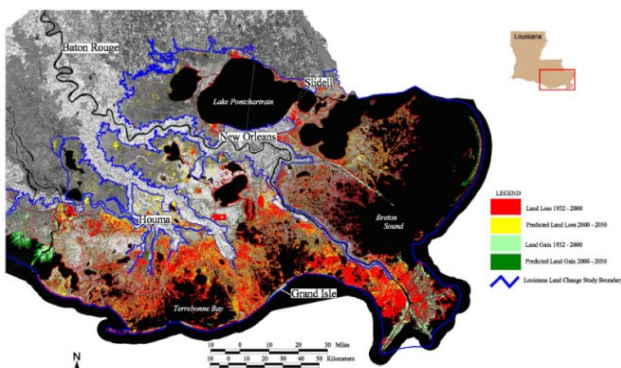 Louisiana
Baton Rouge
Slidell
Lake Pontchartrain
New Orleans
Breton
Sound
Houma
Grand Isle
Terrebonne Bay
LEGEND
Land Loss 1932 - 2000
Predicted Land Loss 2000 - 2050
Land Gain 1932 - 2000
Predicted Land Gain 2000 - 2050
Louisiana Land Change Study Boundary
10 0 10 20 30
Miles
10 0 10 20 30 40 50
Kilometers
N